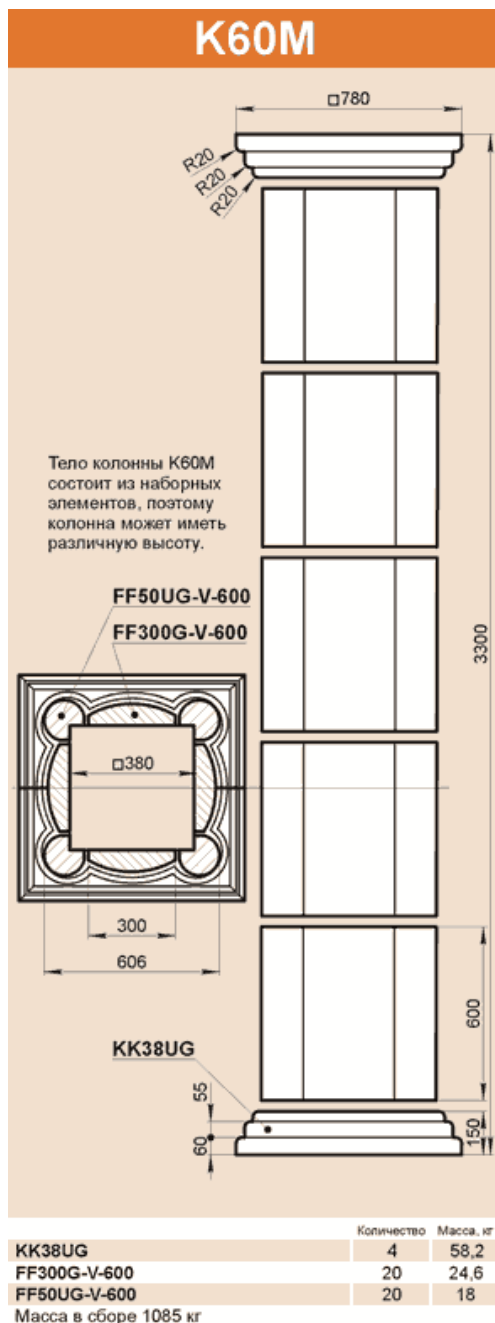 K60M
□780
R20
R20
R20
Тело колонны К60М
состоит из наборных
элементов, поэтому
колонна может иметь
различную высоту.
FF50UG-V-600
FF300G-V-600
3300
□380
300
606
600
KK38UG
55
60
150
Количество Масса, кг
KK38UG 4 58,2
FF300G-V-600 20 24,6
FF50UG-V-600 20 18
Масса в сборе 1085 кг